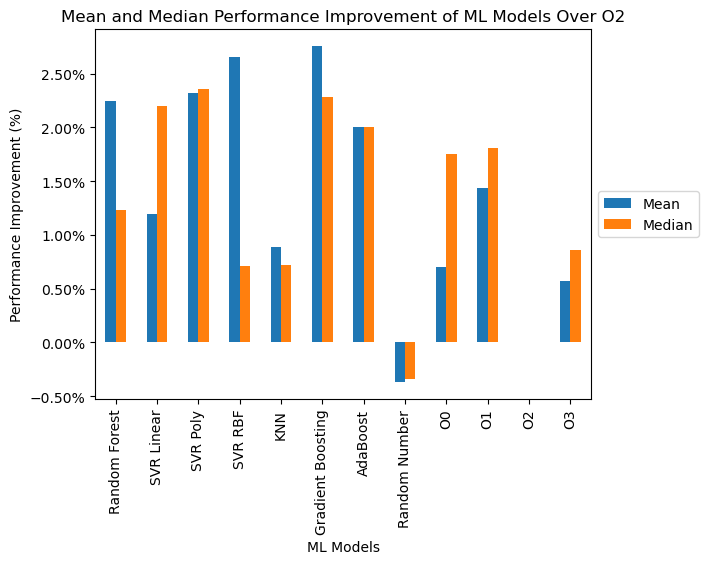 Mean and Median Performance Improvement of ML Models Over O2
Performance Improvement (%)
2.50%
2.00%
1.50%
1.00%
0.50%
0.00%
−0.50%
Mean
Median
Random Forest
SVR Linear
SVR Poly
SVR RBF
KNN
Gradient Boosting
AdaBoost
Random Number
O0
O1
O2
O3
ML Models